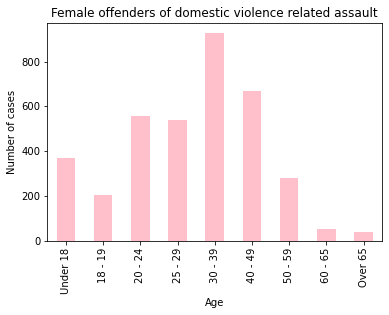 Female offenders of domestic violence related assault
Number of cases
800
600
400
200
0
Under 18
18 - 19
20 - 24
25 - 29
30 - 39
40 - 49
50 - 59
60 - 65
Over 65
Age